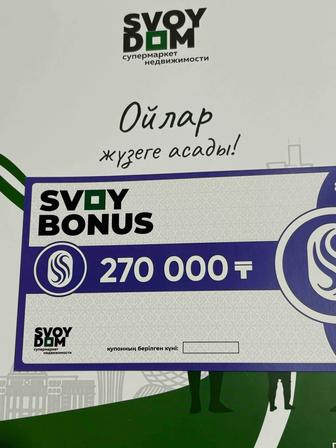 SVOY
DOM
супермаркет
недвижимости
Ойлар
жүзеге асады!
SVOY
BONUS
270 000 ₸
SVOY
DOM
супермаркет
недвижимости
купонның берілген күні: